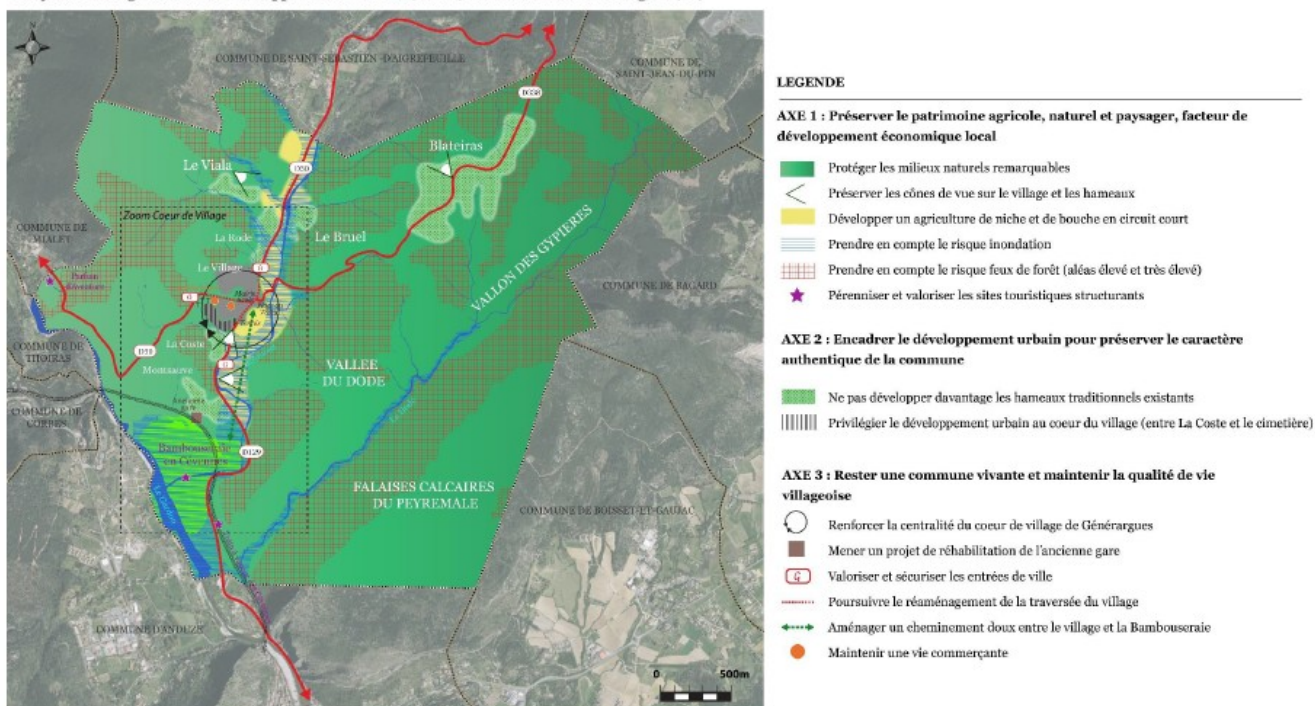 N
COMMUNE DE SAINT-SEBASTIEN -D'AIGREFEUILLE
COMMUNE DE
SAINT-JEAN-DU-PIN
D358
Blateiras
D50
Le Viala
Zoom Coeur de Village
La Rode
Le Bruel
COMMUNE DE
MIALET
Le Village
G
VALLON DES GYPIERES
COMMUNE DE BAGARD
G
La Coste
COMMUNE DE
THOIRAS
D50
Montsauve
G
VALLEE
DU DODE
COMMUNE DE
CORBES
Bambouseraie
en Cévennes
D129
FALAISES CALCAIRES
DU PEYREMALE
COMMUNE DE BOISSET-ET-GAUJAC
COMMUNE D'ANDUZE
0 500m
LEGENDE
AXE 1 : Préserver le patrimoine agricole, naturel et paysager, facteur de
développement économique local
Protéger les milieux naturels remarquables
Préserver les cônes de vue sur le village et les hameaux
Développer un agriculture de niche et de bouche en circuit court
Prendre en compte le risque inondation
Prendre en compte le risque feux de forêt (aléas élevé et très élevé)
Pérenniser et valoriser les sites touristiques structurants
AXE 2 : Encadrer le développement urbain pour préserver le caractère
authentique de la commune
Ne pas développer davantage les hameaux traditionnels existants
Privilégier le développement urbain au coeur du village (entre La Coste et le cimetière)
AXE 3 : Rester une commune vivante et maintenir la qualité de vie
villageoise
Renforcer la centralité du coeur de village de Générargues
Mener un projet de réhabilitation de l'ancienne gare
G Valoriser et sécuriser les entrées de ville
Poursuivre le réaménagement de la traversée du village
Aménager un cheminement doux entre le village et la Bambouseraie
Maintenir une vie commerçante